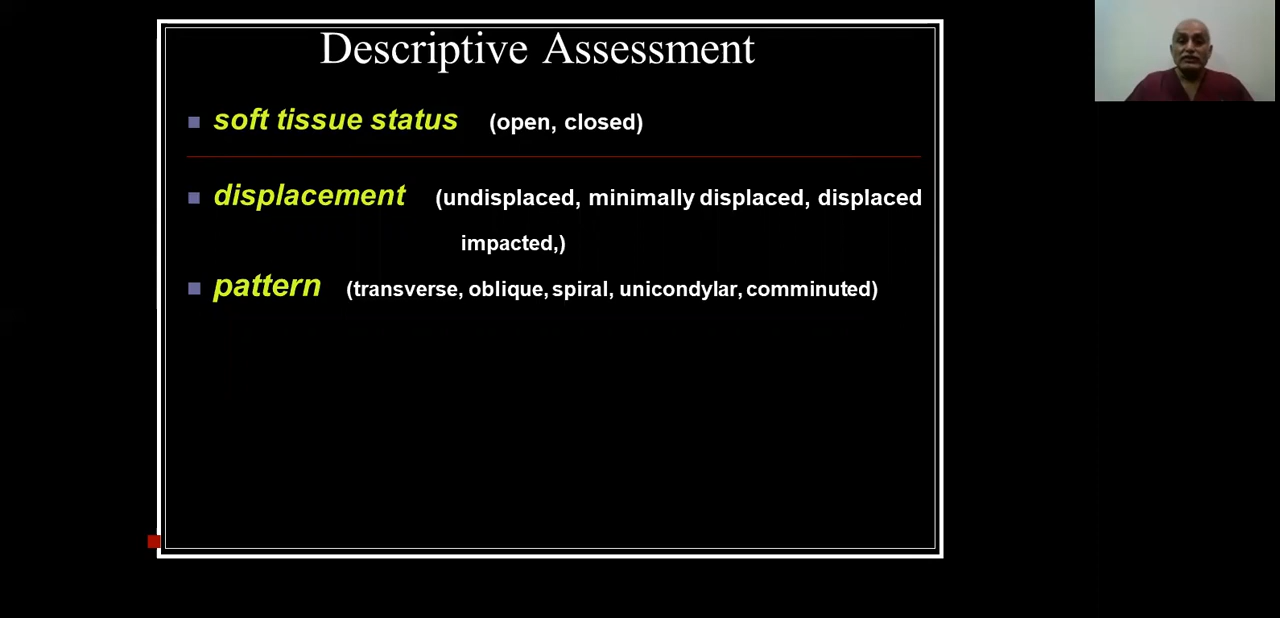 Descriptive Assessment
soft tissue status (open, closed)
displacement (undisplaced, minimally displaced, displaced
impacted,)
pattern (transverse, oblique, spiral, unicondylar, comminuted)